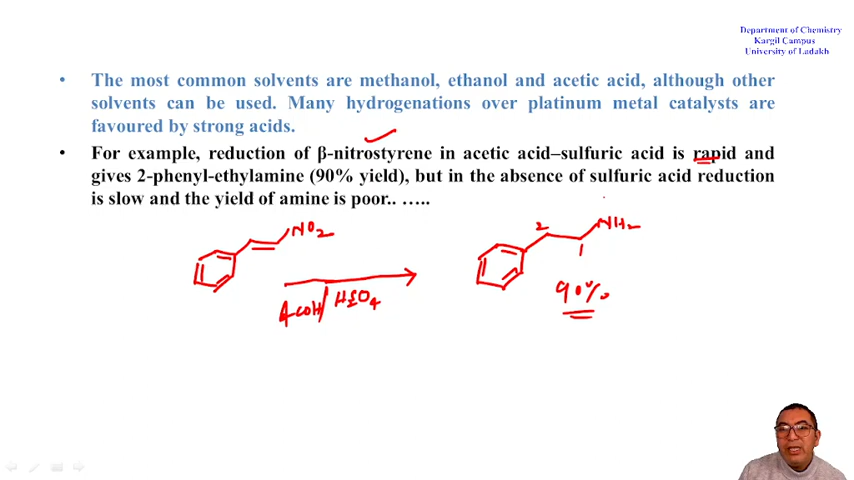 Department of Chemistry
Kargil Campus
University of Ladakh
• The most common solvents are methanol, ethanol and acetic acid, although other
solvents can be used. Many hydrogenations over platinum metal catalysts are
favoured by strong acids.
• For example, reduction of β-nitrostyrene in acetic acid–sulfuric acid is rapid and
gives 2-phenyl-ethylamine (90% yield), but in the absence of sulfuric acid reduction
is slow and the yield of amine is poor.. …..
NO2
2
NH2
1
AcOH/H2SO4
90%